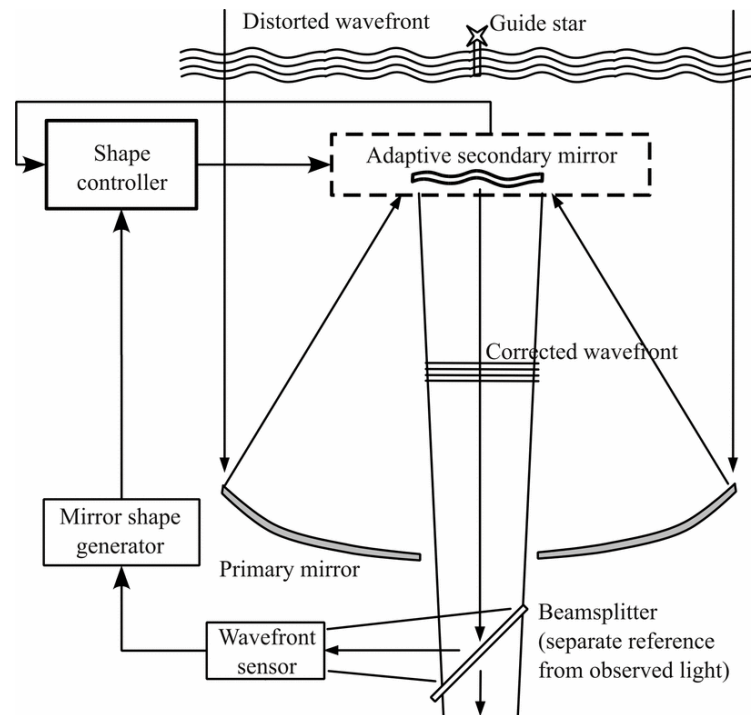 Distorted wavefront
Guide star
Shape
controller
Adaptive secondary mirror
Corrected wavefront
Mirror shape
generator
Primary mirror
Wavefront
sensor
Beamsplitter
(separate reference
from observed light)